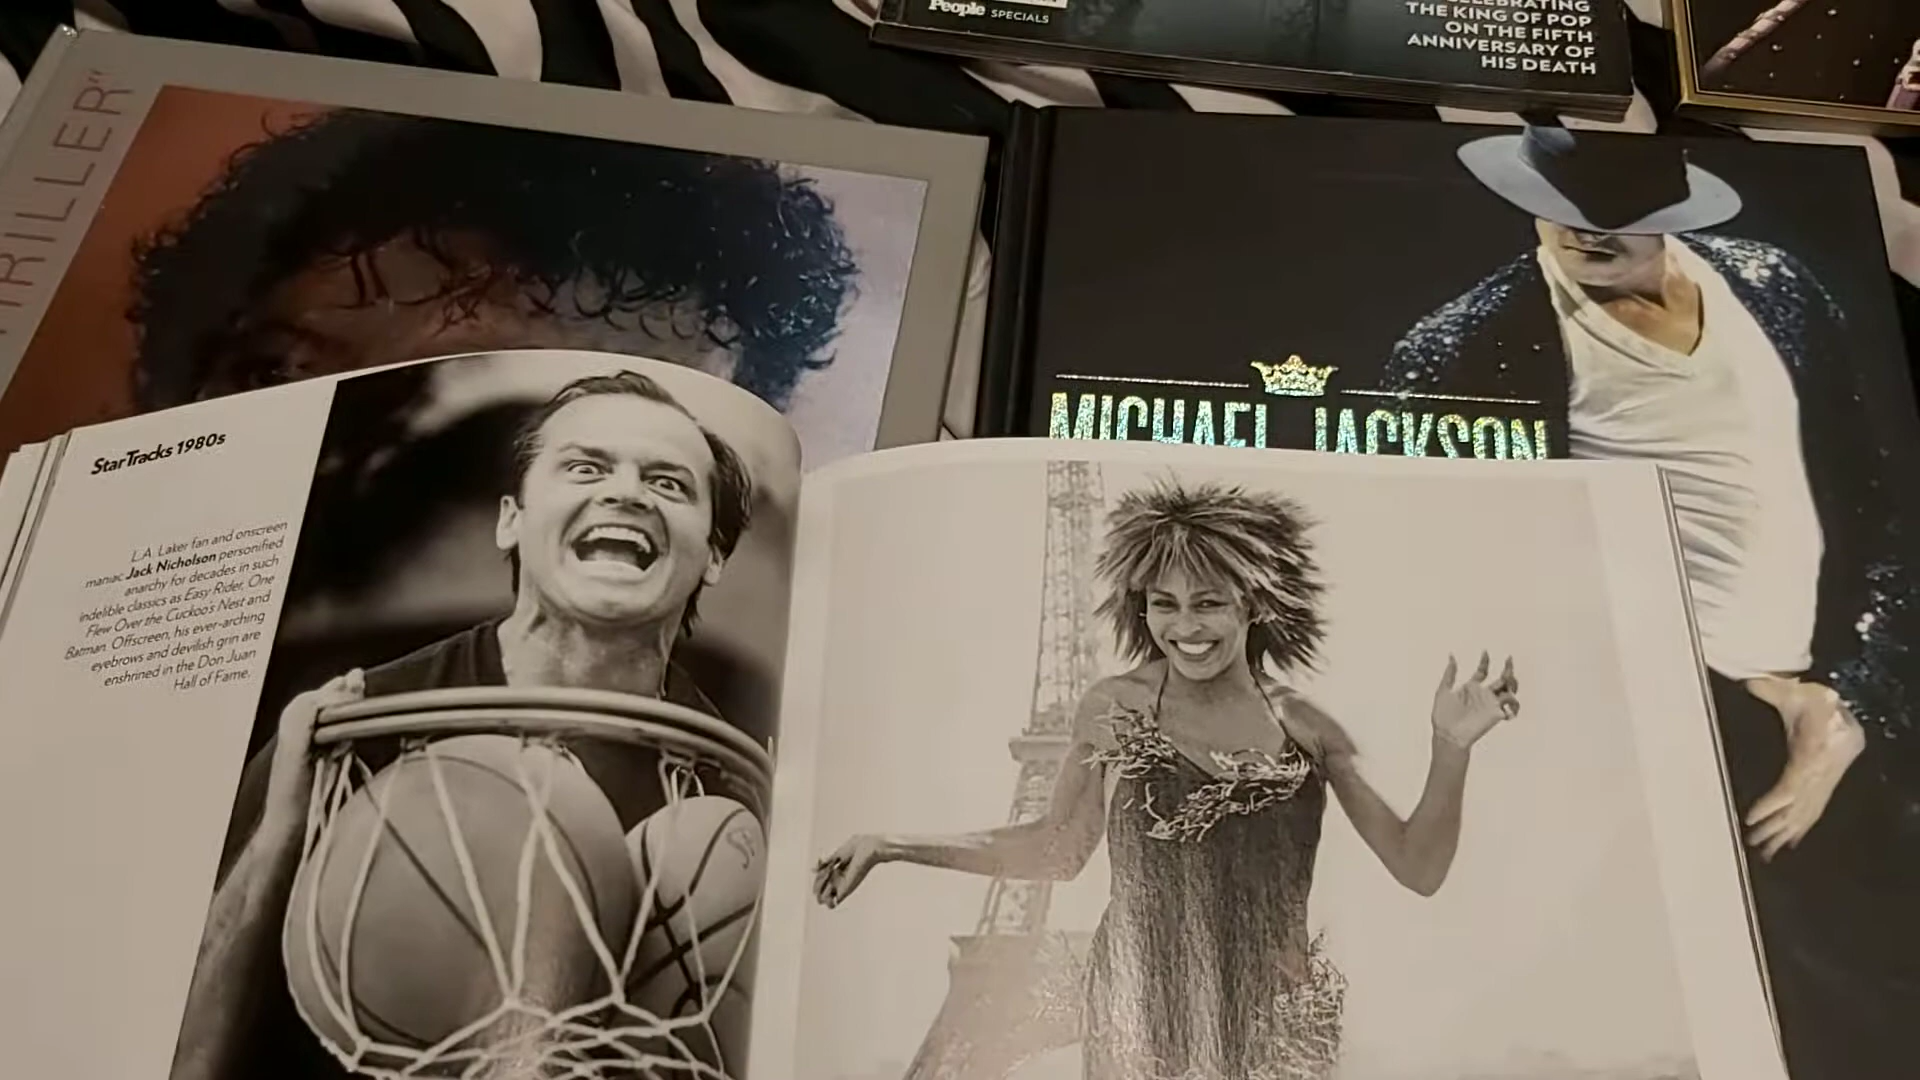 People SPECIALS
CELEBRATING
THE KING OF POP
ON THE FIFTH
ANNIVERSARY OF
HIS DEATH
MICHAEL JACKSON
StarTracks 1980s
L.A. Laker fan and onscreen
maniac Jack Nicholson personified
anarchy for decades in such
indelible classics as Easy Rider, One
Flew Over the Cuckoo's Nest and
Batman. Offscreen, his ever-arching
eyebrows and devilish grin are
enshrined in the Don Juan
Hall of Fame.